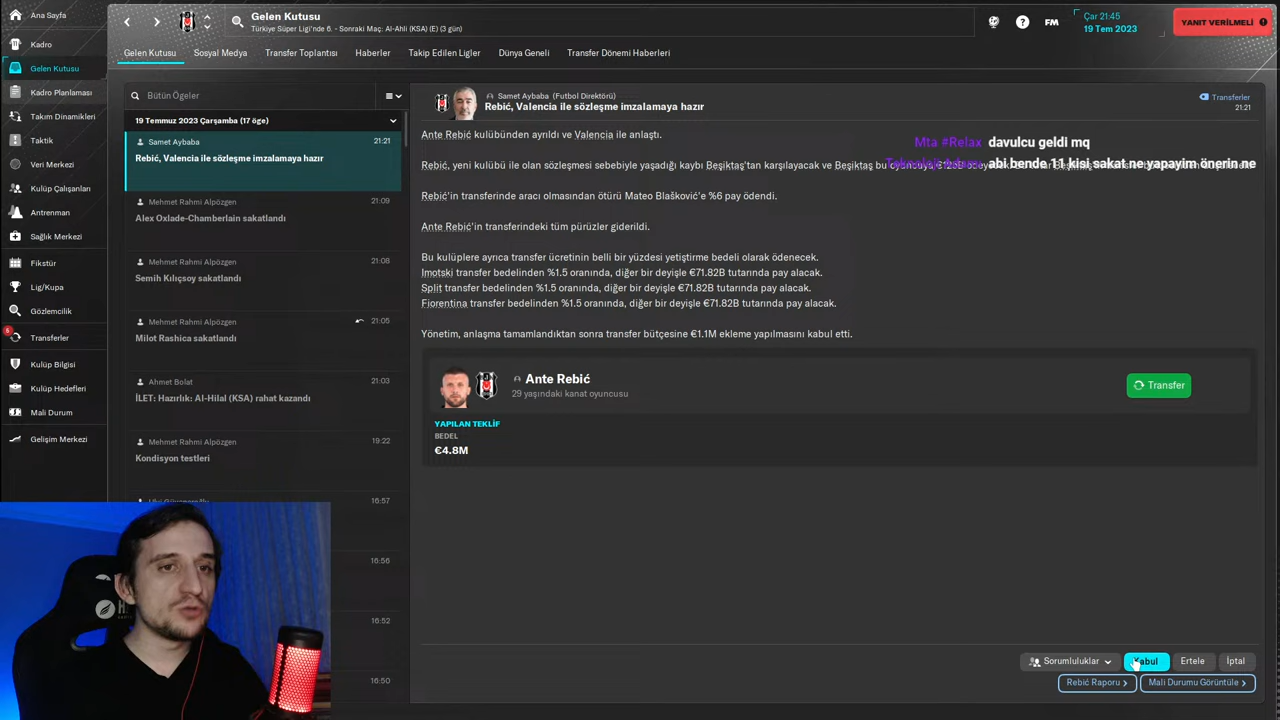 Ana Sayfa
Kadro
Gelen Kutusu
Kadro Planlaması
Takım Dinamikleri
Taktik
Veri Merkezi
Kulüp Çalışanları
Antrenman
Sağlık Merkezi
Fikstür
Lig/Kupa
Gözlemcilik
5
Transferler
Kulüp Bilgisi
Kulüp Hedefleri
Mali Durum
Gelişim Merkezi
Gelen Kutusu
Türkiye Süper Ligi'nde 6. - Sonraki Maç: Al-Ahli (KSA) (E) (3 gün)
FM
Çar 21:45
19 Tem 2023
YANIT VERİLMELİ
Gelen Kutusu Sosyal Medya Transfer Toplantısı Haberler Takip Edilen Ligler Dünya Geneli Transfer Dönemi Haberleri
Bütün Ögeler
19 Temmuz 2023 Çarşamba (17 öge)
Samet Aybaba 21:21
Rebić, Valencia ile sözleşme imzalamaya hazır
Mehmet Rahmi Alpözgen 21:09
Alex Oxlade-Chamberlain sakatlandı
Mehmet Rahmi Alpözgen 21:08
Semih Kılıçsoy sakatlandı
Mehmet Rahmi Alpözgen 21:05
Milot Rashica sakatlandı
Ahmet Bolat 21:03
İLET: Hazırlık: Al-Hilal (KSA) rahat kazandı
Mehmet Rahmi Alpözgen 19:22
Kondisyon testleri
16:57
16:56
16:52
16:50
Samet Aybaba (Futbol Direktörü)
Rebić, Valencia ile sözleşme imzalamaya hazır
Transferler
21:21
Ante Rebić kulübünden ayrıldı ve Valencia ile anlaştı.
Mta #Relax davulcu geldi mq
abi bende 11 kisi sakat ne yapayim önerin ne
Rebić, yeni kulübü ile olan sözleşmesi sebebiyle yaşadığı kaybı Beşiktaş'tan karşılayacak ve Beşiktaş bu
Rebić'in transferinde aracı olmasından ötürü Mateo Blašković'e %6 pay ödendi.
Ante Rebić'in transferindeki tüm pürüzler giderildi.
Bu kulüplere ayrıca transfer ücretinin belli bir yüzdesi yetiştirme bedeli olarak ödenecek.
Imotski transfer bedelinden %1.5 oranında, diğer bir deyişle €71.82B tutarında pay alacak.
Split transfer bedelinden %1.5 oranında, diğer bir deyişle €71.82B tutarında pay alacak.
Fiorentina transfer bedelinden %1.5 oranında, diğer bir deyişle €71.82B tutarında pay alacak.
Yönetim, anlaşma tamamlandıktan sonra transfer bütçesine €1.1M ekleme yapılmasını kabul etti.
Ante Rebić
29 yaşındaki kanat oyuncusu
Transfer
YAPILAN TEKLİF
BEDEL
€4.8M
Sorumluluklar Kabul Ertele İptal
Rebić Raporu Mali Durumu Görüntüle